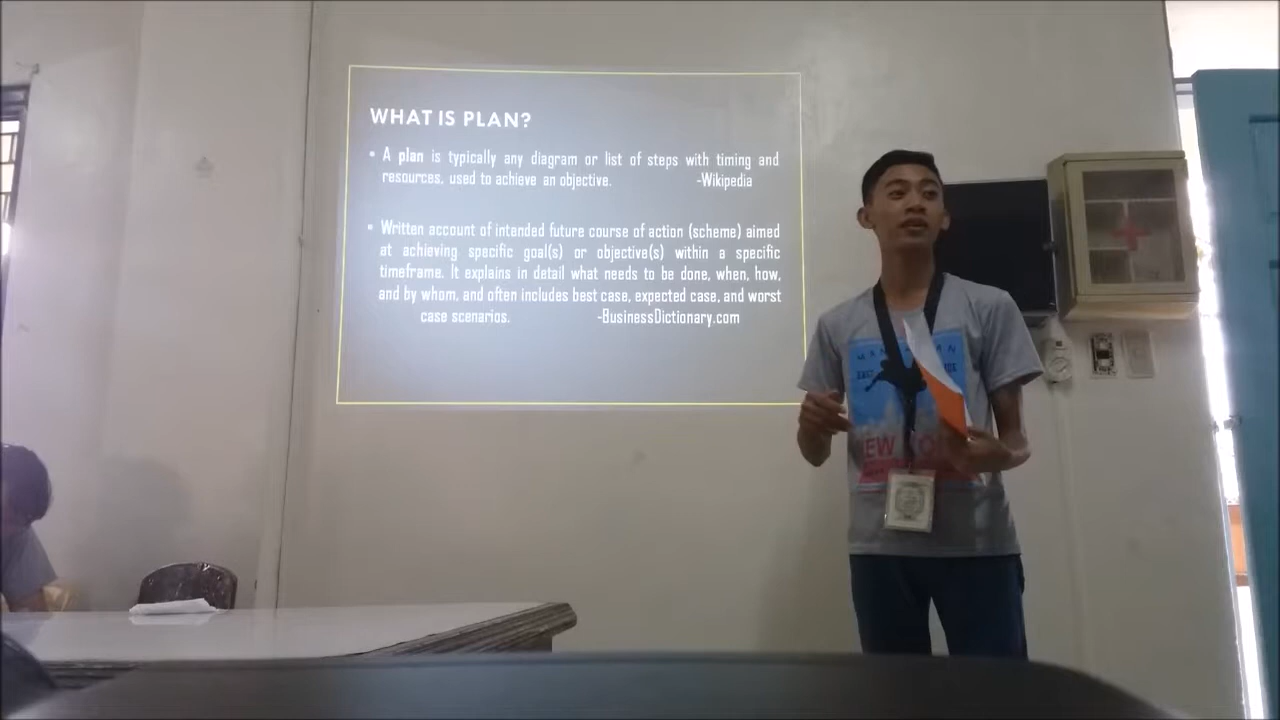 WHAT IS PLAN?
• A plan is typically any diagram or list of steps with timing and
resources, used to achieve an objective. -Wikipedia
• Written account of intended future course of action (scheme) aimed
at achieving specific goal(s) or objective(s) within a specific
timeframe. It explains in detail what needs to be done, when, how,
and by whom, and often includes best case, expected case, and worst
case scenarios. -BusinessDictionary.com